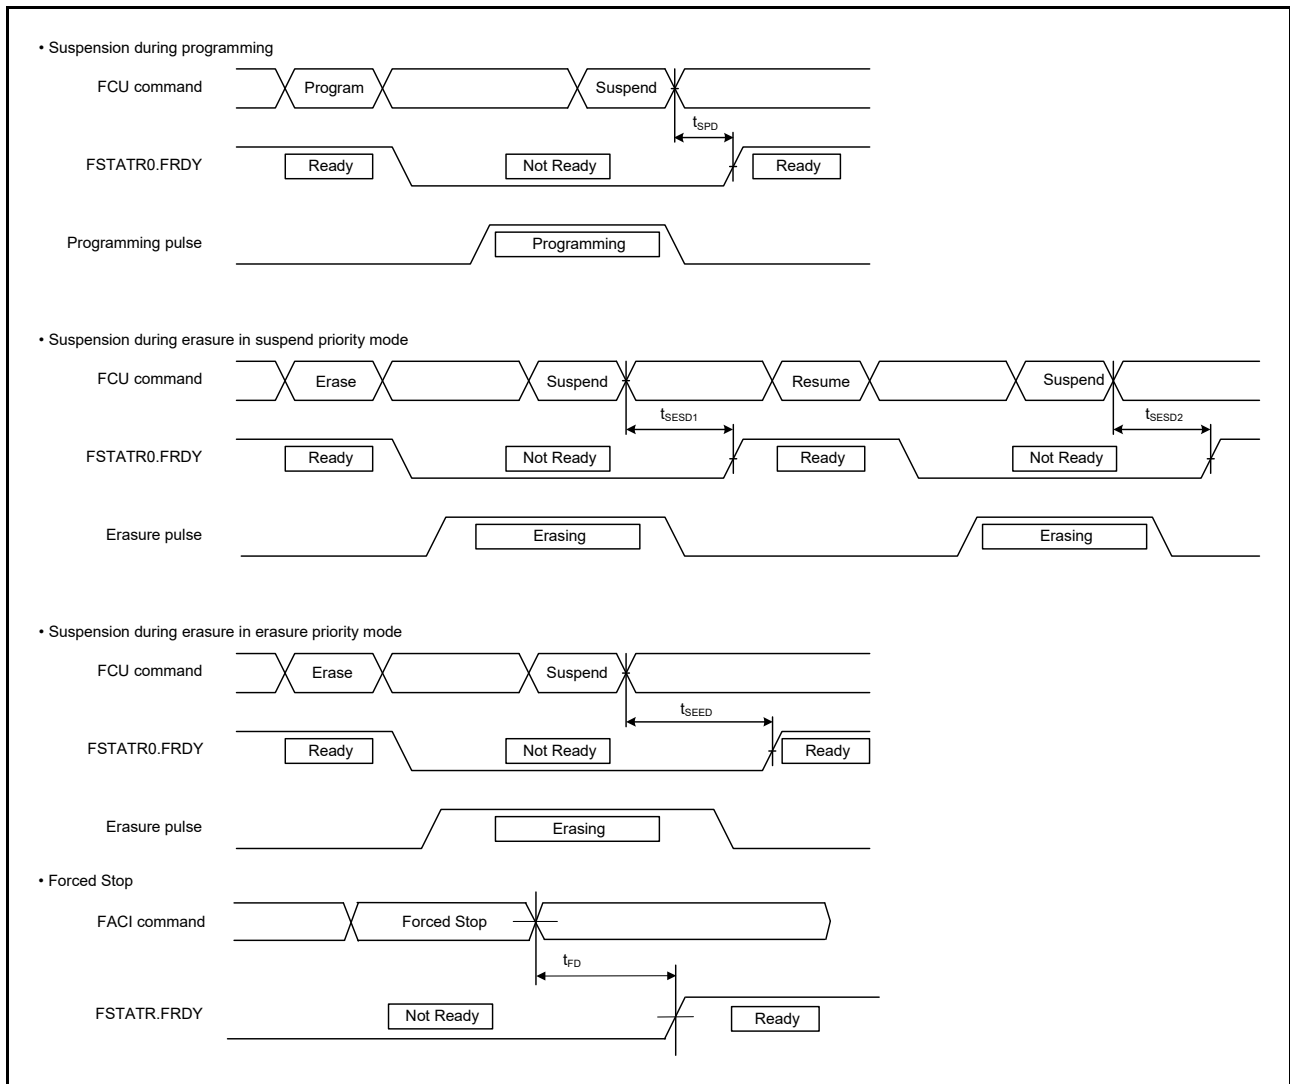 • Suspension during programming
FCU command
Program
Suspend
tSPD
FSTATR0.FRDY
Ready
Not Ready
Ready
Programming pulse
Programming
• Suspension during erasure in suspend priority mode
FCU command
Erase
Suspend
Resume
Suspend
tSESD1
tSESD2
FSTATR0.FRDY
Ready
Not Ready
Ready
Not Ready
Erasure pulse
Erasing
Erasing
• Suspension during erasure in erasure priority mode
FCU command
Erase
Suspend
tSEED
FSTATR0.FRDY
Ready
Not Ready
Ready
Erasure pulse
Erasing
• Forced Stop
FACI command
Forced Stop
tFD
FSTATR.FRDY
Not Ready
Ready